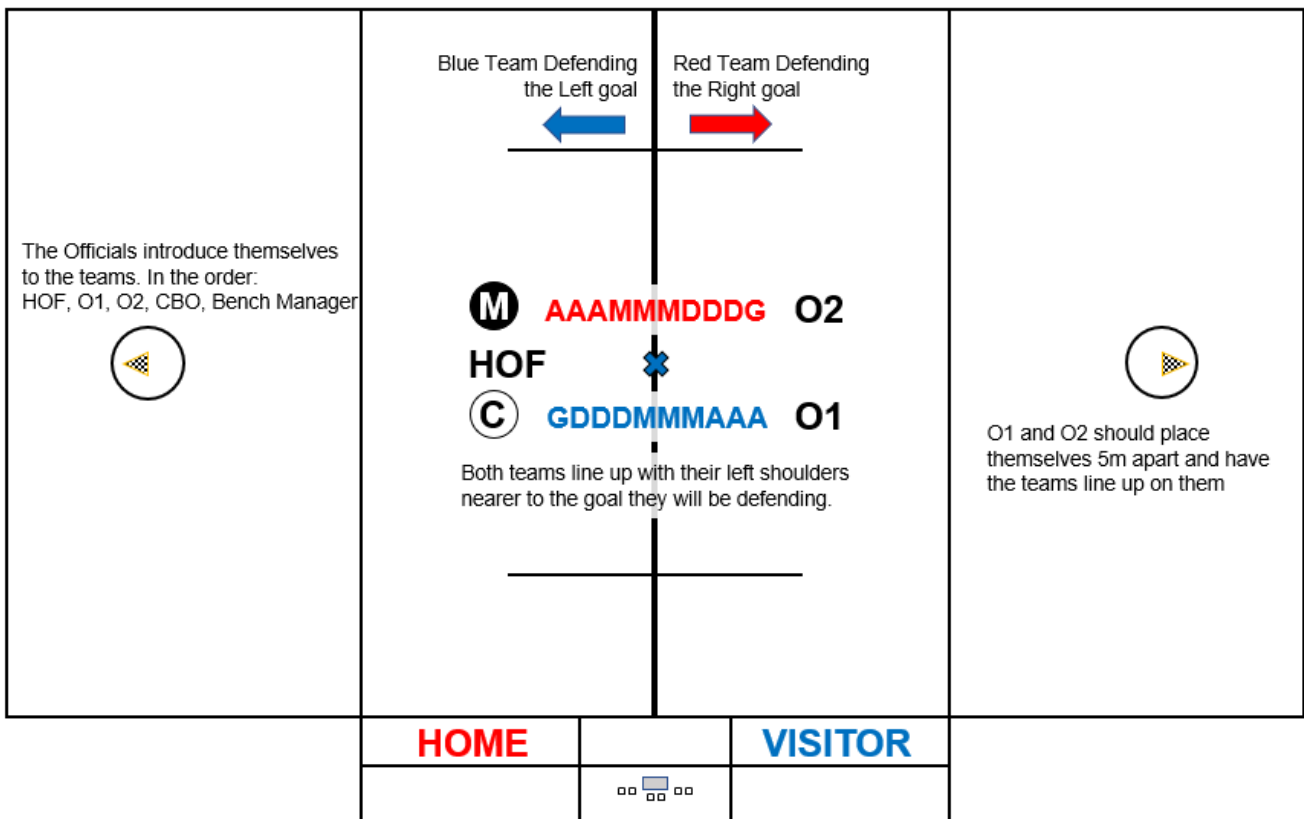 Blue Team Defending
the Left goal
Red Team Defending
the Right goal
The Officials introduce themselves
to the teams. In the order:
HOF, O1, O2, CBO, Bench Manager
M AAAMMMDDDG O2
HOF
C GDDDMMMAAA O1
Both teams line up with their left shoulders
nearer to the goal they will be defending.
O1 and O2 should place
themselves 5m apart and have
the teams line up on them
HOME
VISITOR